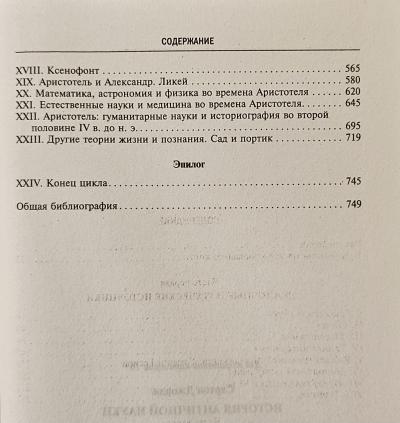 СОДЕРЖАНИЕ
XVIII. Ксенофонт 565
XIX. Аристотель и Александр. Ликей 580
XX. Математика, астрономия и физика во времена Аристотеля 620
XXI. Естественные науки и медицина во времена Аристотеля. 645
XXII. Аристотель: гуманитарные науки и историография во второй
половине IV в. до н. э. 695
XXIII. Другие теории жизни и познания. Сад и портик 719
Эпилог
XXIV. Конец цикла 745
Общая библиография 749